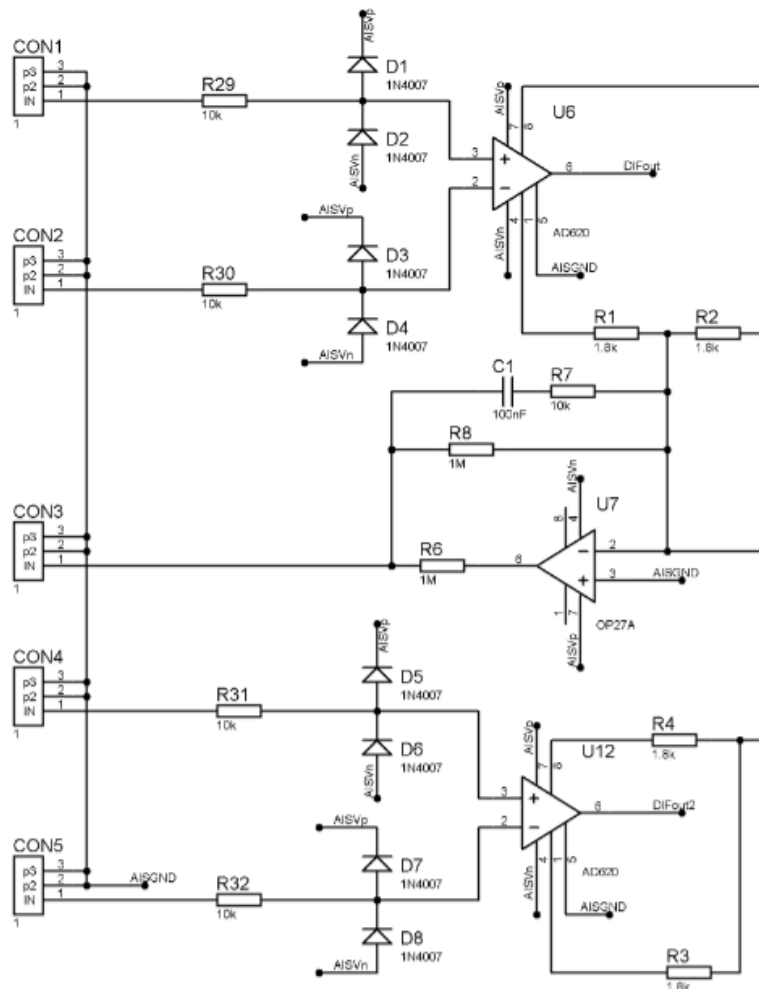 CON1
p3 3
p2 2
IN 1
1
R29
10k
AISVp
D1
1N4007
D2
1N4007
AISVn
AISVp
7
8
U6
3
2
6
DIFout
4
1
5
AISVn
AD620
AISGND
CON2
p3 3
p2 2
IN 1
1
R30
10k
AISVp
D3
1N4007
D4
1N4007
AISVn
R1
1.8k
R2
1.8k
C1
100nF
R7
10k
R8
1M
CON3
p3 3
p2 2
IN 1
1
R6
1M
AISVn
8
4
U7
6
2
3
AISGND
1
7
OP27A
AISVp
CON4
p3 3
p2 2
IN 1
1
R31
10k
AISVp
D5
1N4007
D6
1N4007
AISVn
AISVp
7
8
U12
R4
1.8k
3
2
6
DIFout2
4
1
5
AISVn
AD620
AISGND
CON5
p3 3
p2 2
IN 1
1
AISGND
R32
10k
AISVp
D7
1N4007
D8
1N4007
AISVn
R3
1.8k